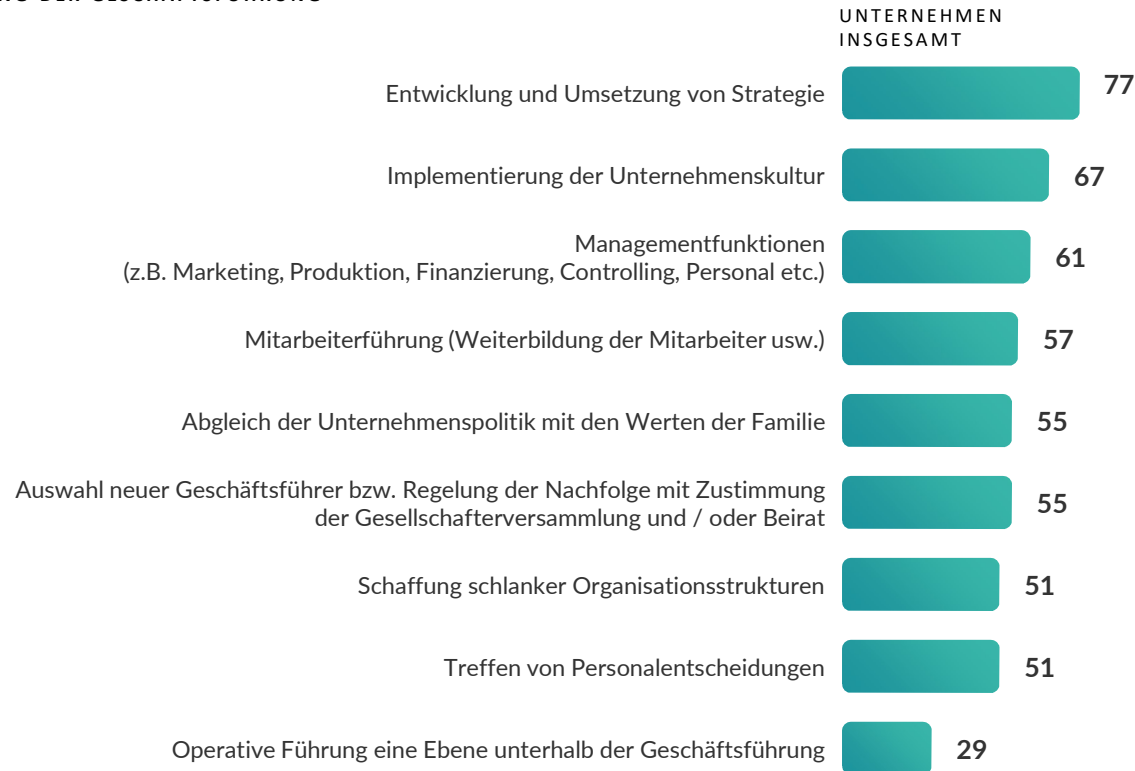 UNTERNEHMEN
INSGESAMT
Entwicklung und Umsetzung von Strategie 77
Implementierung der Unternehmenskultur 67
Managementfunktionen
(z.B. Marketing, Produktion, Finanzierung, Controlling, Personal etc.) 61
Mitarbeiterführung (Weiterbildung der Mitarbeiter usw.) 57
Abgleich der Unternehmenspolitik mit den Werten der Familie 55
Auswahl neuer Geschäftsführer bzw. Regelung der Nachfolge mit Zustimmung
der Gesellschafterversammlung und / oder Beirat 55
Schaffung schlanker Organisationsstrukturen 51
Treffen von Personalentscheidungen 51
Operative Führung eine Ebene unterhalb der Geschäftsführung 29